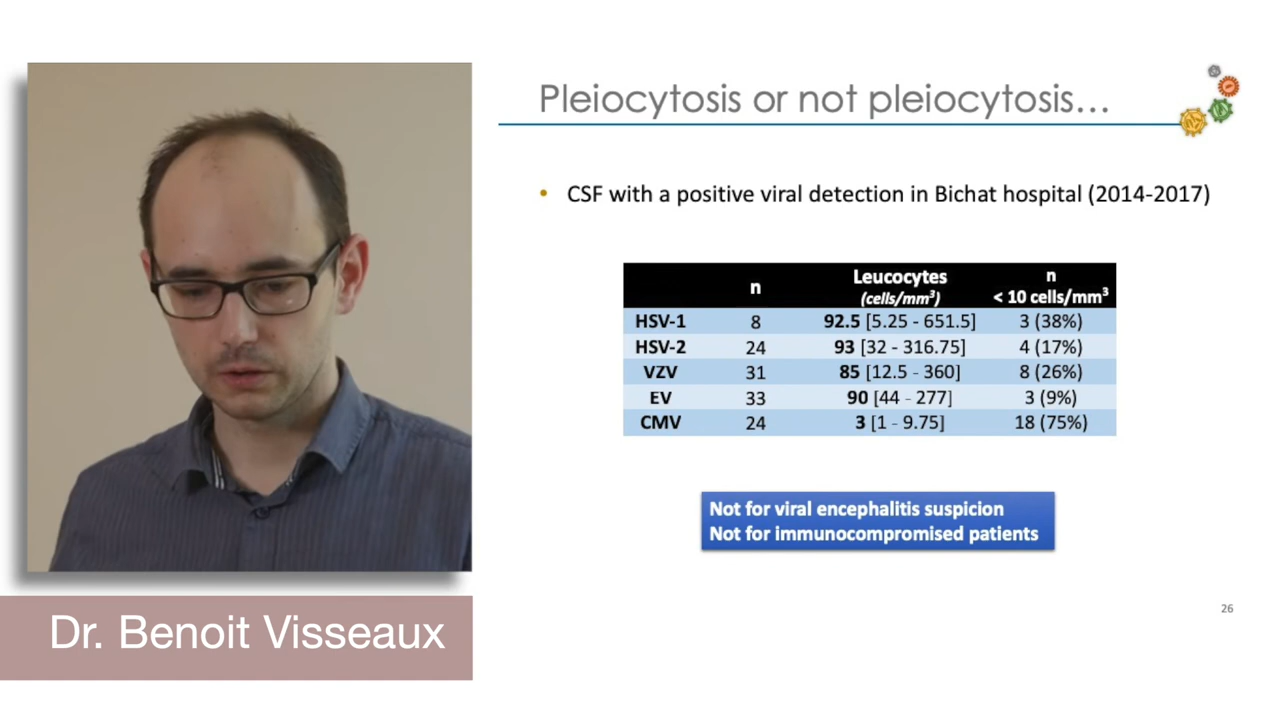 Pleiocytosis or not pleiocytosis...
• CSF with a positive viral detection in Bichat hospital (2014-2017)
n Leucocytes (cells/mm³) n < 10 cells/mm³
HSV-1 8 92.5 [5.25 - 651.5] 3 (38%)
HSV-2 24 93 [32 - 316.75] 4 (17%)
VZV 31 85 [12.5 - 360] 8 (26%)
EV 33 90 [44 - 277] 3 (9%)
CMV 24 3 [1 - 9.75] 18 (75%)
Not for viral encephalitis suspicion
Not for immunocompromised patients
26
Dr. Benoit Visseaux